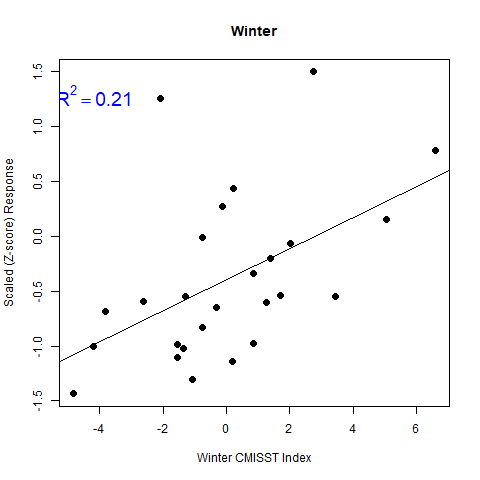 Winter
R² = 0.21
1.5
1.0
0.5
0.0
-0.5
-1.0
-1.5
Scaled (Z-score) Response
-4 -2 0 2 4 6
Winter CMISST Index